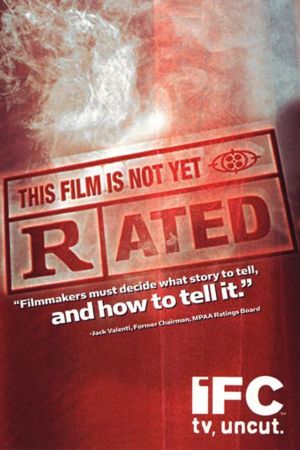 THIS FILM IS NOT YET
RATED
“Filmmakers must decide what story to tell,
and how to tell it.”
-Jack Valenti, Former Chairman, MPAA Ratings Board
iFC
tv, uncut.